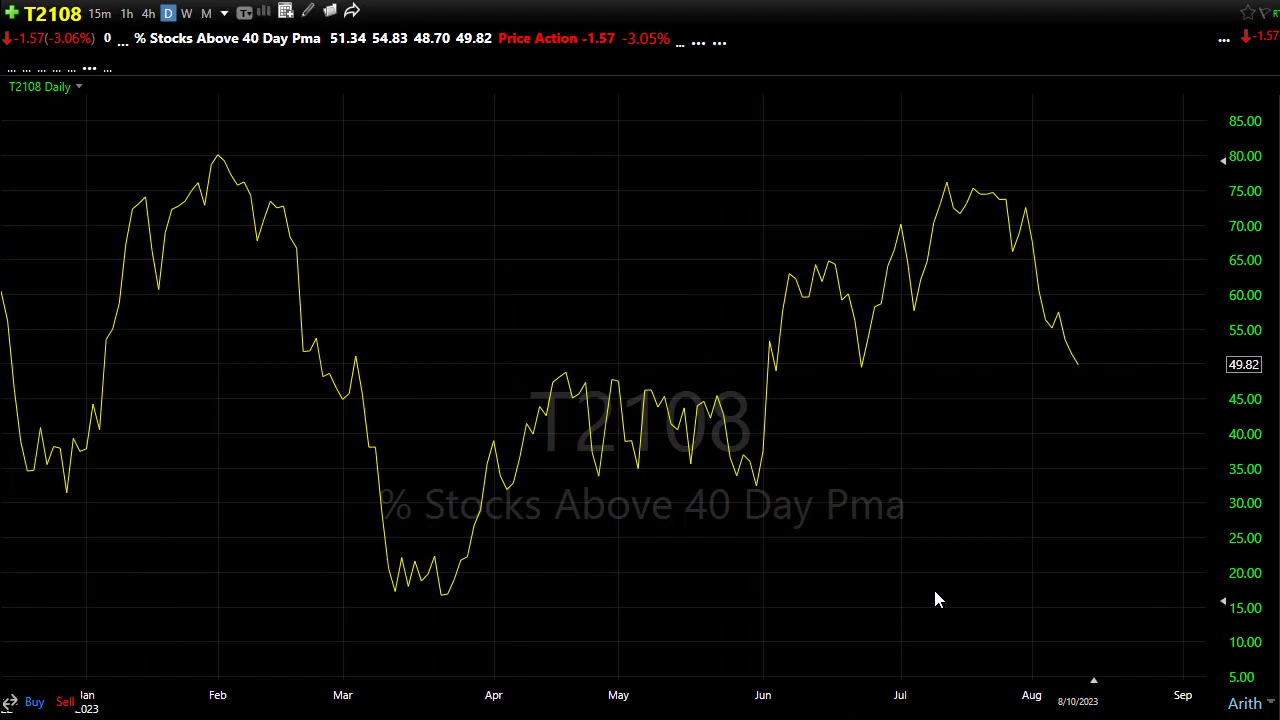 T2108 15m 1h 4h D W M
-1.57(-3.06%) 0 ... % Stocks Above 40 Day Pma 51.34 54.83 48.70 49.82 Price Action -1.57 -3.05% ... ... ... ... -1.57
... ... ... ... ... ... ...
T2108 Daily
85.00
80.00
75.00
70.00
65.00
60.00
55.00
49.82
45.00
40.00
35.00
30.00
25.00
20.00
15.00
10.00
5.00
T2108
% Stocks Above 40 Day Pma
Feb Mar Apr May Jun Jul Aug Sep
Buy Sell 8/10/2023 Arith